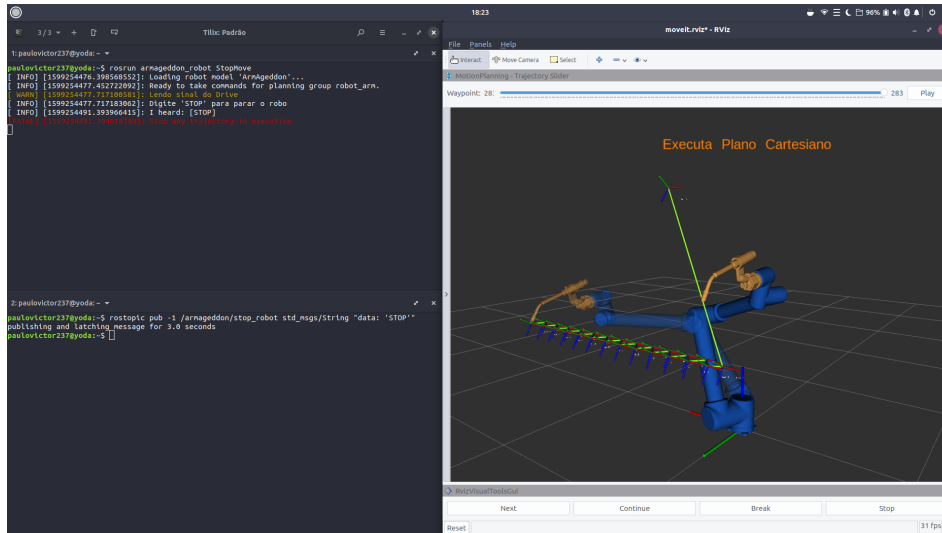 18:23
96%
3/3
Tilix: Padrão
1: paulovictor237@yoda: ~
paulovictor237@yoda:~$ rosrun armageddon_robot StopMove
[ INFO] [1599254476.398568552]: Loading robot model 'ArMageddon'...
[ INFO] [1599254477.452722092]: Ready to take commands for planning group robot_arm.
[ WARN] [1599254477.717100581]: Lendo sinal do Drive
[ INFO] [1599254477.717183062]: Digite 'STOP' para parar o robo
[ INFO] [1599254491.393966415]: I heard: [STOP]
Stop any trajectory in execution
2: paulovictor237@yoda: ~
paulovictor237@yoda:~$ rostopic pub -1 /armageddon/stop_robot std_msgs/String "data: 'STOP'"
publishing and latching message for 3.0 seconds
paulovictor237@yoda:~$
moveit.rviz* - RViz
File Panels Help
Interact Move Camera Select
MotionPlanning - Trajectory Slider
Waypoint: 28: 283 Play
Executa Plano Cartesiano
RvizVisualToolsGui
Next Continue Break Stop
Reset 31 fps